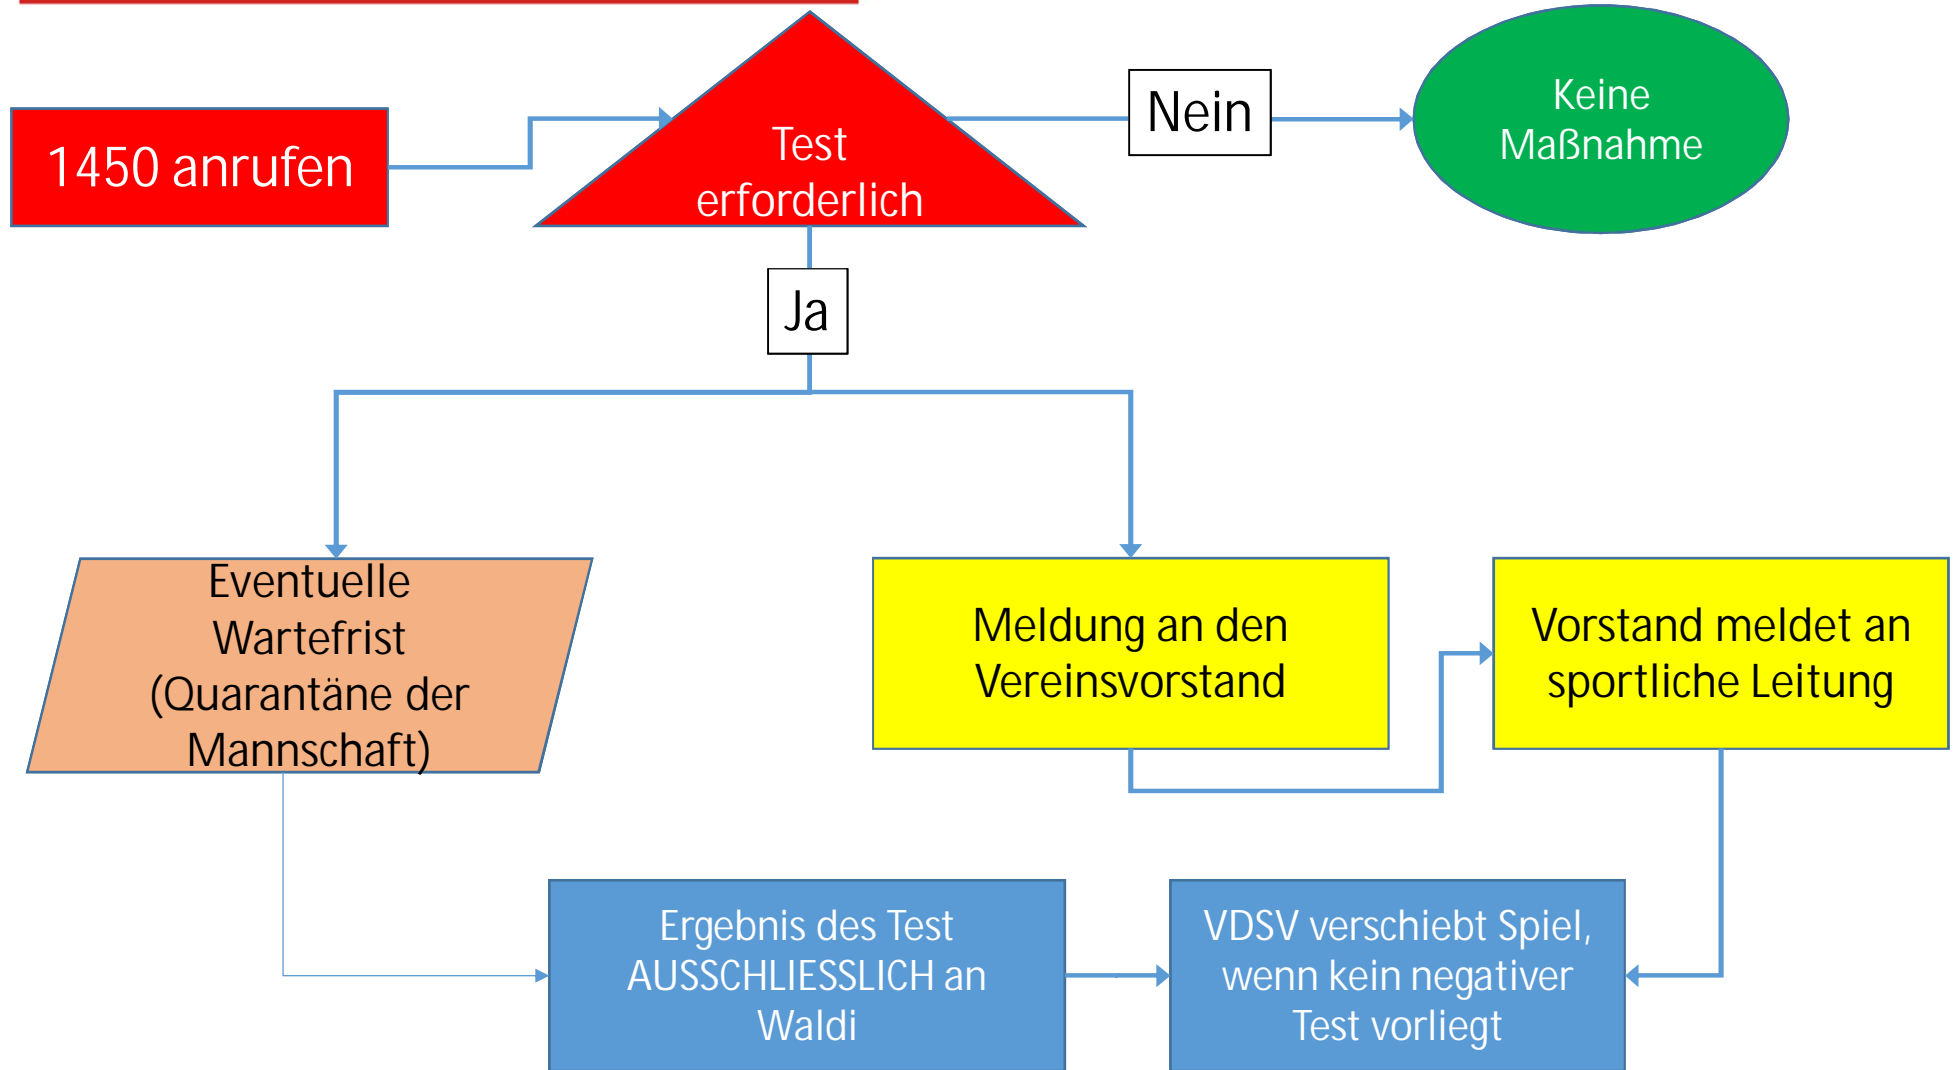 1450 anrufen
Test
erforderlich
Nein
Keine
Maßnahme
Ja
Eventuelle
Wartefrist
(Quarantäne der
Mannschaft)
Meldung an den
Vereinsvorstand
Vorstand meldet an
sportliche Leitung
Ergebnis des Test
AUSSCHLIESSLICH an
Waldi
VDSV verschiebt Spiel,
wenn kein negativer
Test vorliegt